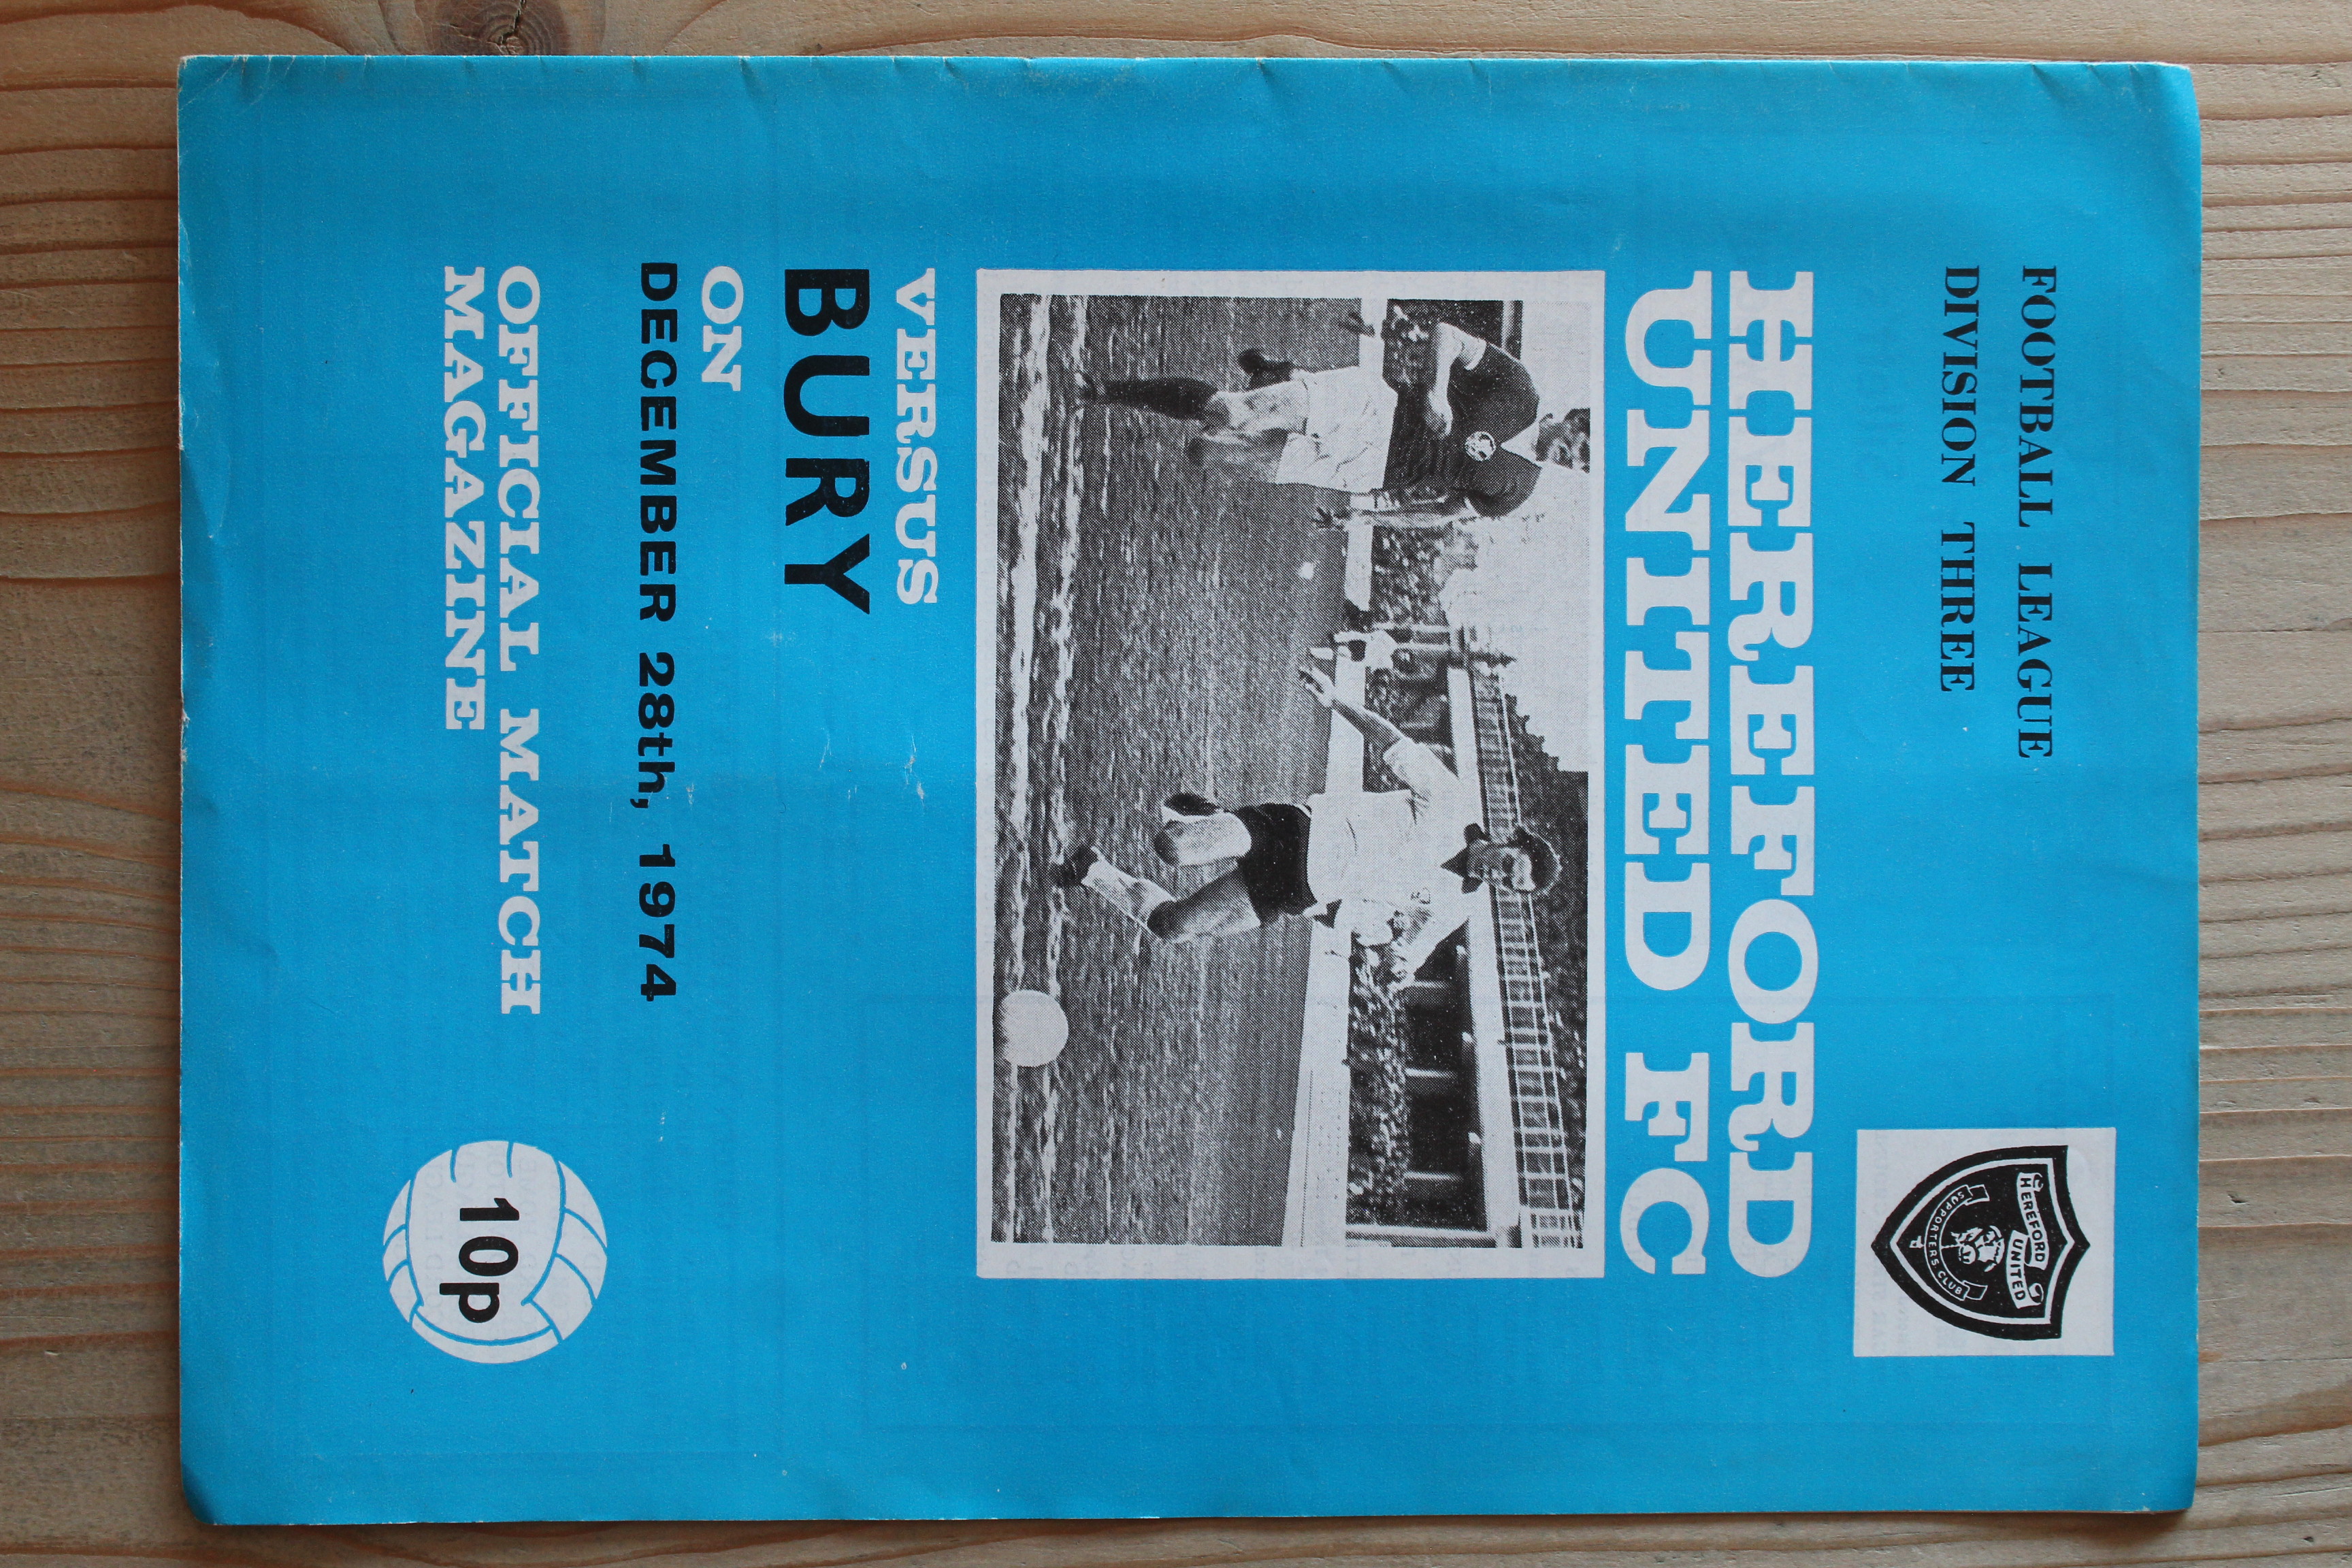 FOOTBALL LEAGUE
DIVISION THREE
HEREFORD
UNITED
SUPPORTERS CLUB
HEREFORD
UNITED FC
VERSUS
BURY
ON
DECEMBER 28th, 1974
OFFICIAL MATCH
MAGAZINE
10p